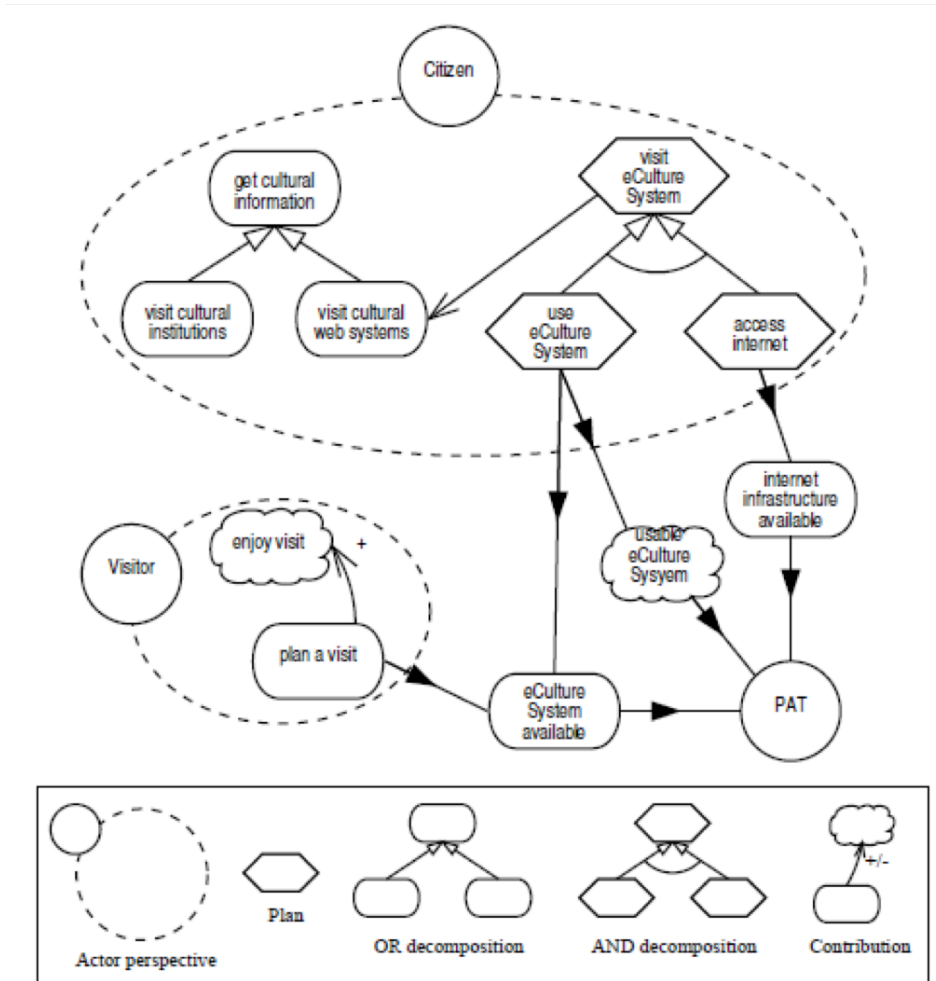 Citizen
get cultural
information
visit
eCulture
System
visit cultural
institutions
visit cultural
web systems
use
eCulture
System
access
internet
internet
infrastructure
available
enjoy visit
+
Visitor
usable
eCulture
Sysyem
plan a visit
eCulture
System
available
PAT
+/-
Plan
OR decomposition
AND decomposition
Contribution
Actor perspective